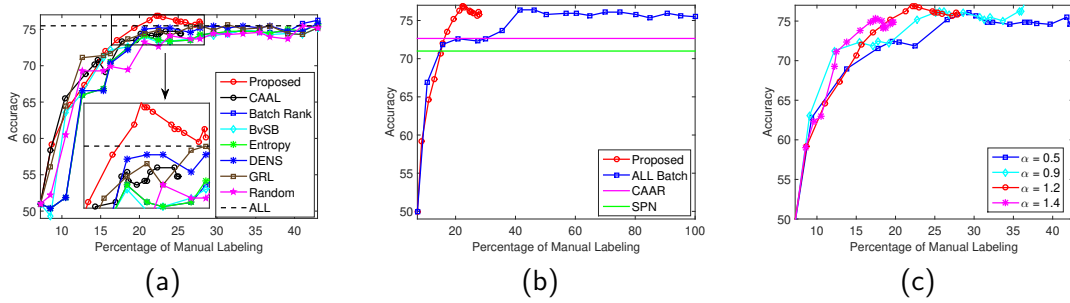 75
70
65
60
55
50
Accuracy
10 15 20 25 30 35 40
Percentage of Manual Labeling
Proposed
CAAL
Batch Rank
BvSB
Entropy
DENS
GRL
Random
ALL
(a)
75
70
65
60
55
50
Accuracy
20 40 60 80 100
Percentage of Manual Labeling
Proposed
ALL Batch
CAAR
SPN
(b)
75
70
65
60
55
50
Accuracy
10 15 20 25 30 35 40
Percentage of Manual Labeling
α = 0.5
α = 0.9
α = 1.2
α = 1.4
(c)